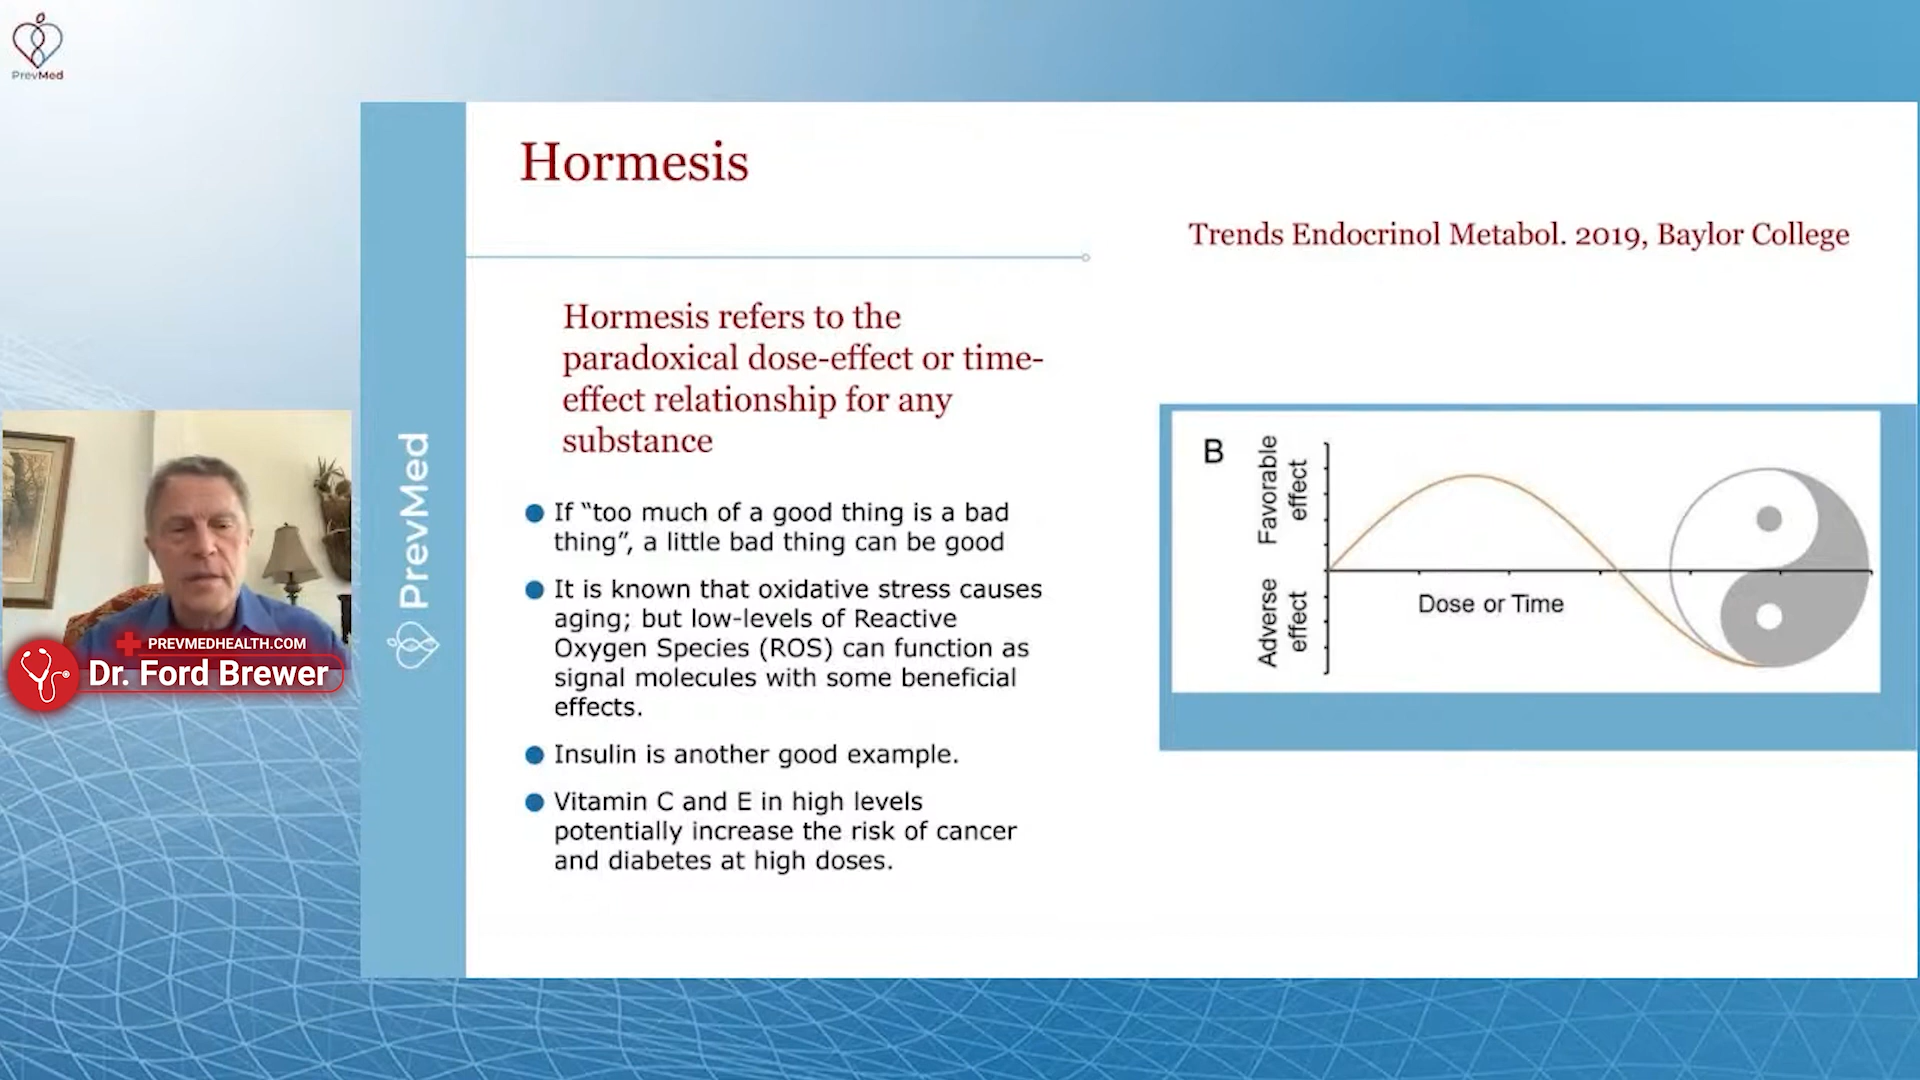 PrevMed
Hormesis
Trends Endocrinol Metabol. 2019, Baylor College
Hormesis refers to the
paradoxical dose-effect or time-
effect relationship for any
substance
If “too much of a good thing is a bad
thing”, a little bad thing can be good
It is known that oxidative stress causes
aging; but low-levels of Reactive
Oxygen Species (ROS) can function as
signal molecules with some beneficial
effects.
Insulin is another good example.
Vitamin C and E in high levels
potentially increase the risk of cancer
and diabetes at high doses.
B
Favorable
effect
Adverse
effect
Dose or Time
PrevMed
PREVMEDHEALTH.COM
Dr. Ford Brewer